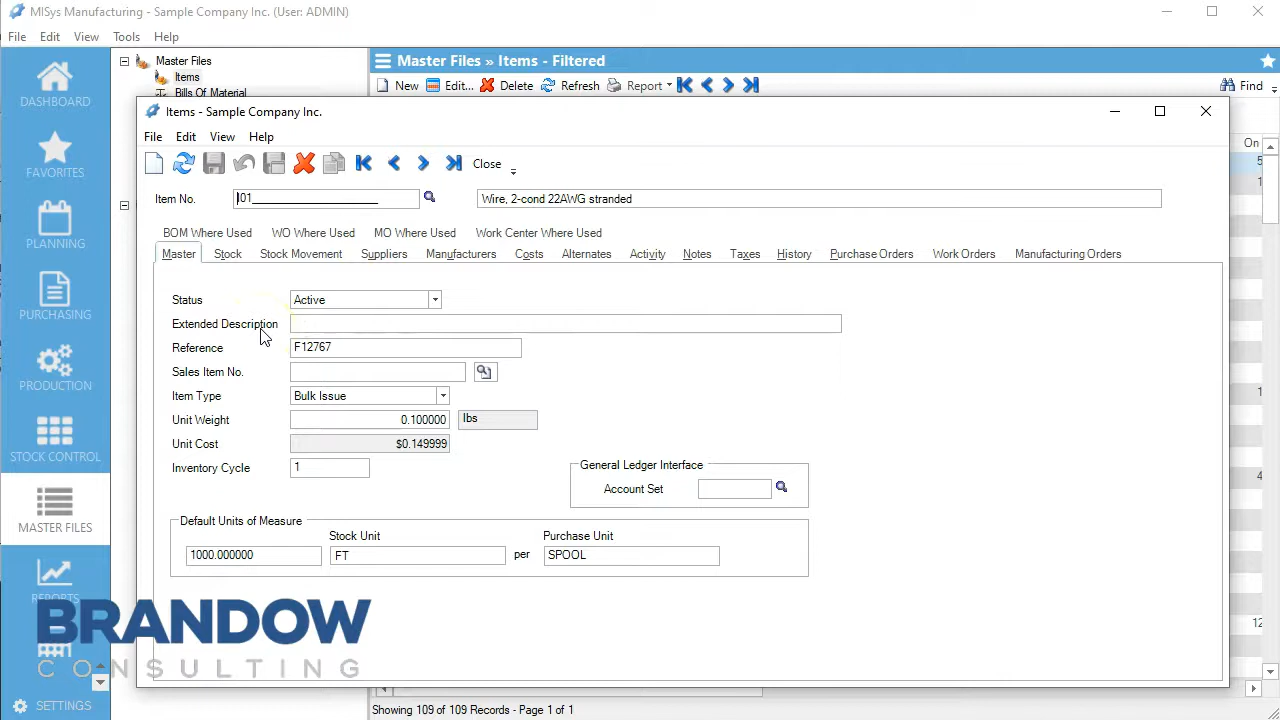 MISys Manufacturing - Sample Company Inc. (User: ADMIN)
File Edit View Tools Help
DASHBOARD
FAVORITES
PLANNING
PURCHASING
PRODUCTION
STOCK CONTROL
MASTER FILES
REPORTS
SETTINGS
Master Files
Items
Bills Of Material
Master Files » Items - Filtered
New Edit... Delete Refresh Report Find
On
5
1
1
4
12
Items - Sample Company Inc.
File Edit View Help
Close
Item No. 01 Wire, 2-cond 22AWG stranded
BOM Where Used WO Where Used MO Where Used Work Center Where Used
Master Stock Stock Movement Suppliers Manufacturers Costs Alternates Activity Notes Taxes History Purchase Orders Work Orders Manufacturing Orders
Status Active
Extended Description
Reference F12767
Sales Item No.
Item Type Bulk Issue
Unit Weight 0.100000 lbs
Unit Cost $0.149999
Inventory Cycle 1
General Ledger Interface
Account Set
Default Units of Measure
Stock Unit Purchase Unit
1000.000000 FT per SPOOL
BRANDOW
CONSULTING
Showing 109 of 109 Records - Page 1 of 1